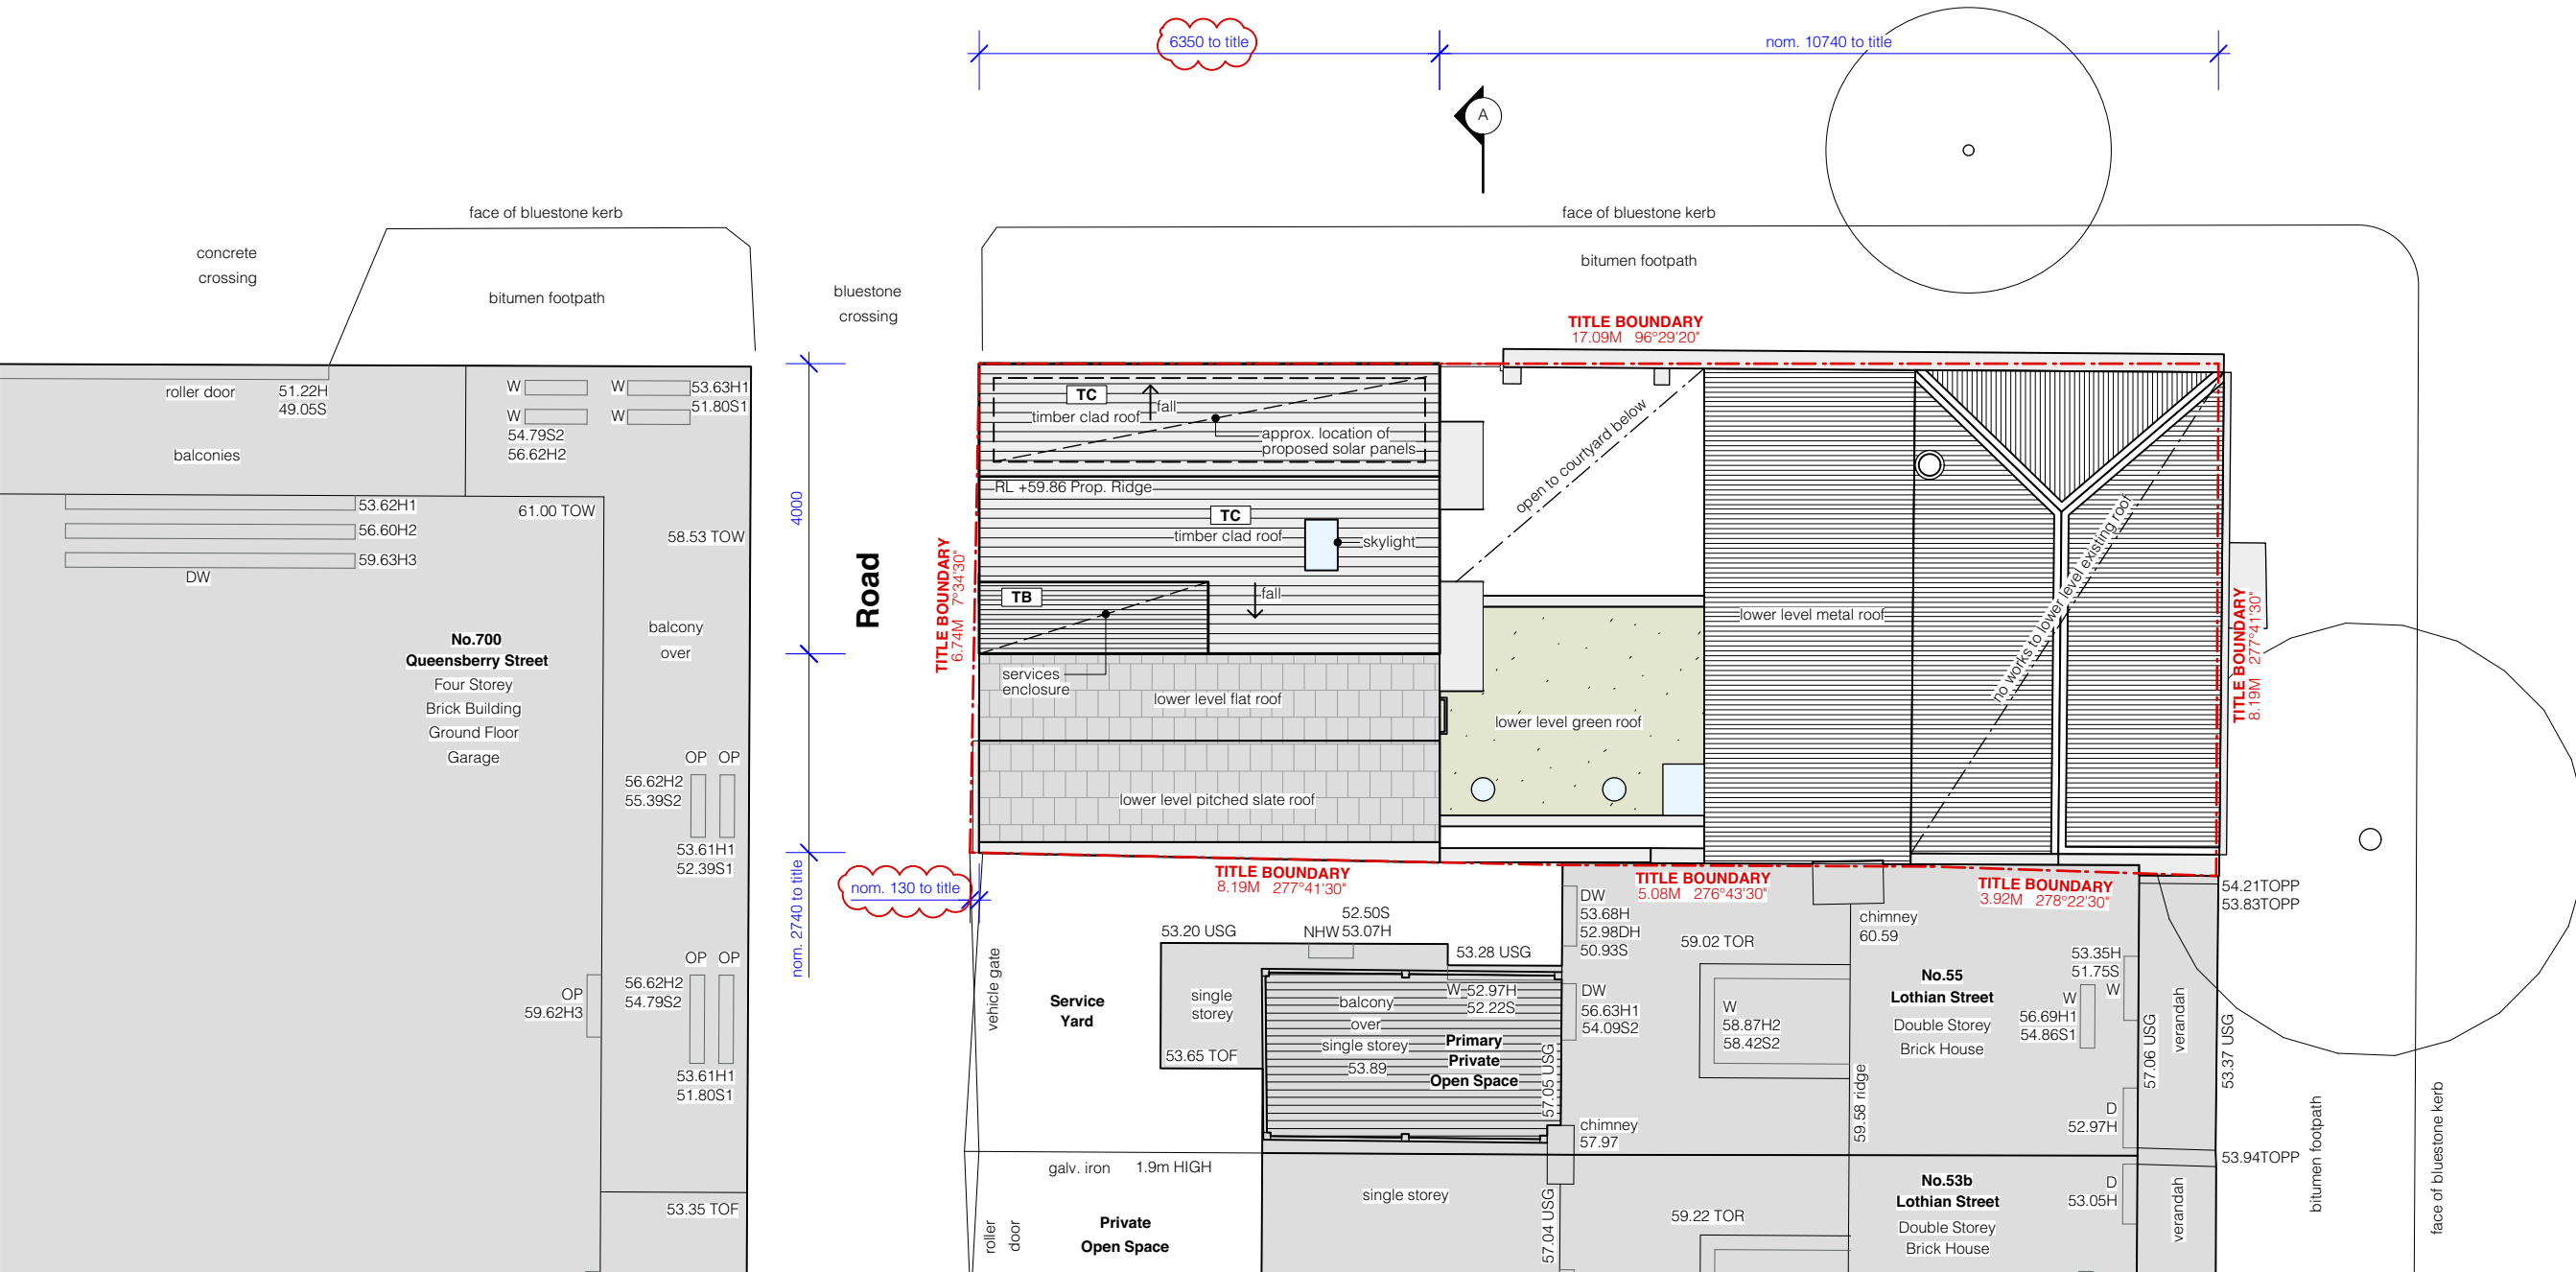 6350 to title
nom. 10740 to title
A
face of bluestone kerb
face of bluestone kerb
concrete
crossing
bitumen footpath
bitumen footpath
bluestone
crossing
TITLE BOUNDARY
17.09M 96°29'20"
roller door
51.22H
49.05S
balconies
W
W
53.63H1
51.80S1
W
W
54.79S2
56.62H2
53.62H1
56.60H2
59.63H3
DW
61.00 TOW
58.53 TOW
4000
Road
TITLE BOUNDARY
6.74M 7°34'30"
TC
fall
timber clad roof
approx. location of
proposed solar panels
RL +59.86 Prop. Ridge
TC
timber clad roof
skylight
TB
fall
services
enclosure
lower level flat roof
lower level pitched slate roof
open to courtyard below
lower level green roof
lower level metal roof
no works to lower level existing roof
TITLE BOUNDARY
8.19M 277°41'30"
No.700
Queensberry Street
Four Storey
Brick Building
Ground Floor
Garage
balcony
over
OP OP
56.62H2
55.39S2
53.61H1
52.39S1
OP OP
56.62H2
54.79S2
OP
59.62H3
53.61H1
51.80S1
53.35 TOF
nom. 2740 to title
nom. 130 to title
TITLE BOUNDARY
8.19M 277°41'30"
TITLE BOUNDARY
5.08M 276°43'30"
TITLE BOUNDARY
3.92M 278°22'30"
54.21TOPP
53.83TOPP
52.50S
53.20 USG
NHW 53.07H
53.28 USG
DW
53.68H
52.98DH
50.93S
59.02 TOR
chimney
60.59
vehicle gate
Service
Yard
single
storey
53.65 TOF
W 52.97H
52.22S
balcony
over
single storey
53.89
Primary
Private
Open Space
57.05 USG
DW
56.63H1
54.09S2
W
58.87H2
58.42S2
chimney
57.97
59.58 ridge
No.55
Lothian Street
Double Storey
Brick House
53.35H
51.75S
W
W
56.69H1
54.86S1
57.06 USG
verandah
53.37 USG
D
52.97H
53.94TOPP
bitumen footpath
face of bluestone kerb
galv. iron 1.9m HIGH
roller
door
Private
Open Space
single storey
57.04 USG
59.22 TOR
No.53b
Lothian Street
Double Storey
Brick House
D
53.05H
verandah